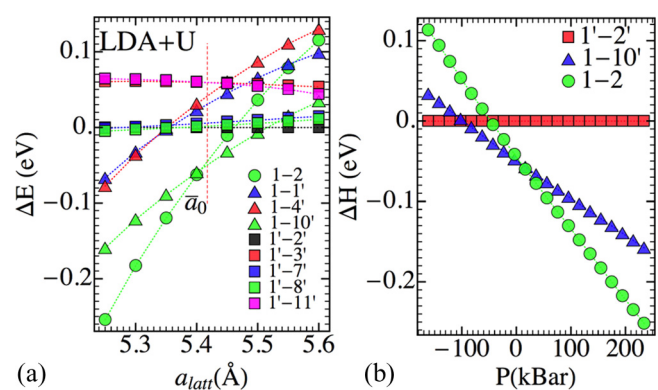 LDA+U
ΔE (eV)
0.1
0.
-0.1
-0.2
a̅0
1-2
1-1'
1-4'
1-10'
1'-2'
1'-3'
1'-7'
1'-8'
1'-11'
5.3 5.4 5.5 5.6
(a)
alatt(Å)
ΔH (eV)
0.1
0.
-0.1
-0.2
1'-2'
1-10'
1-2
-100 0 100 200
(b)
P(kBar)